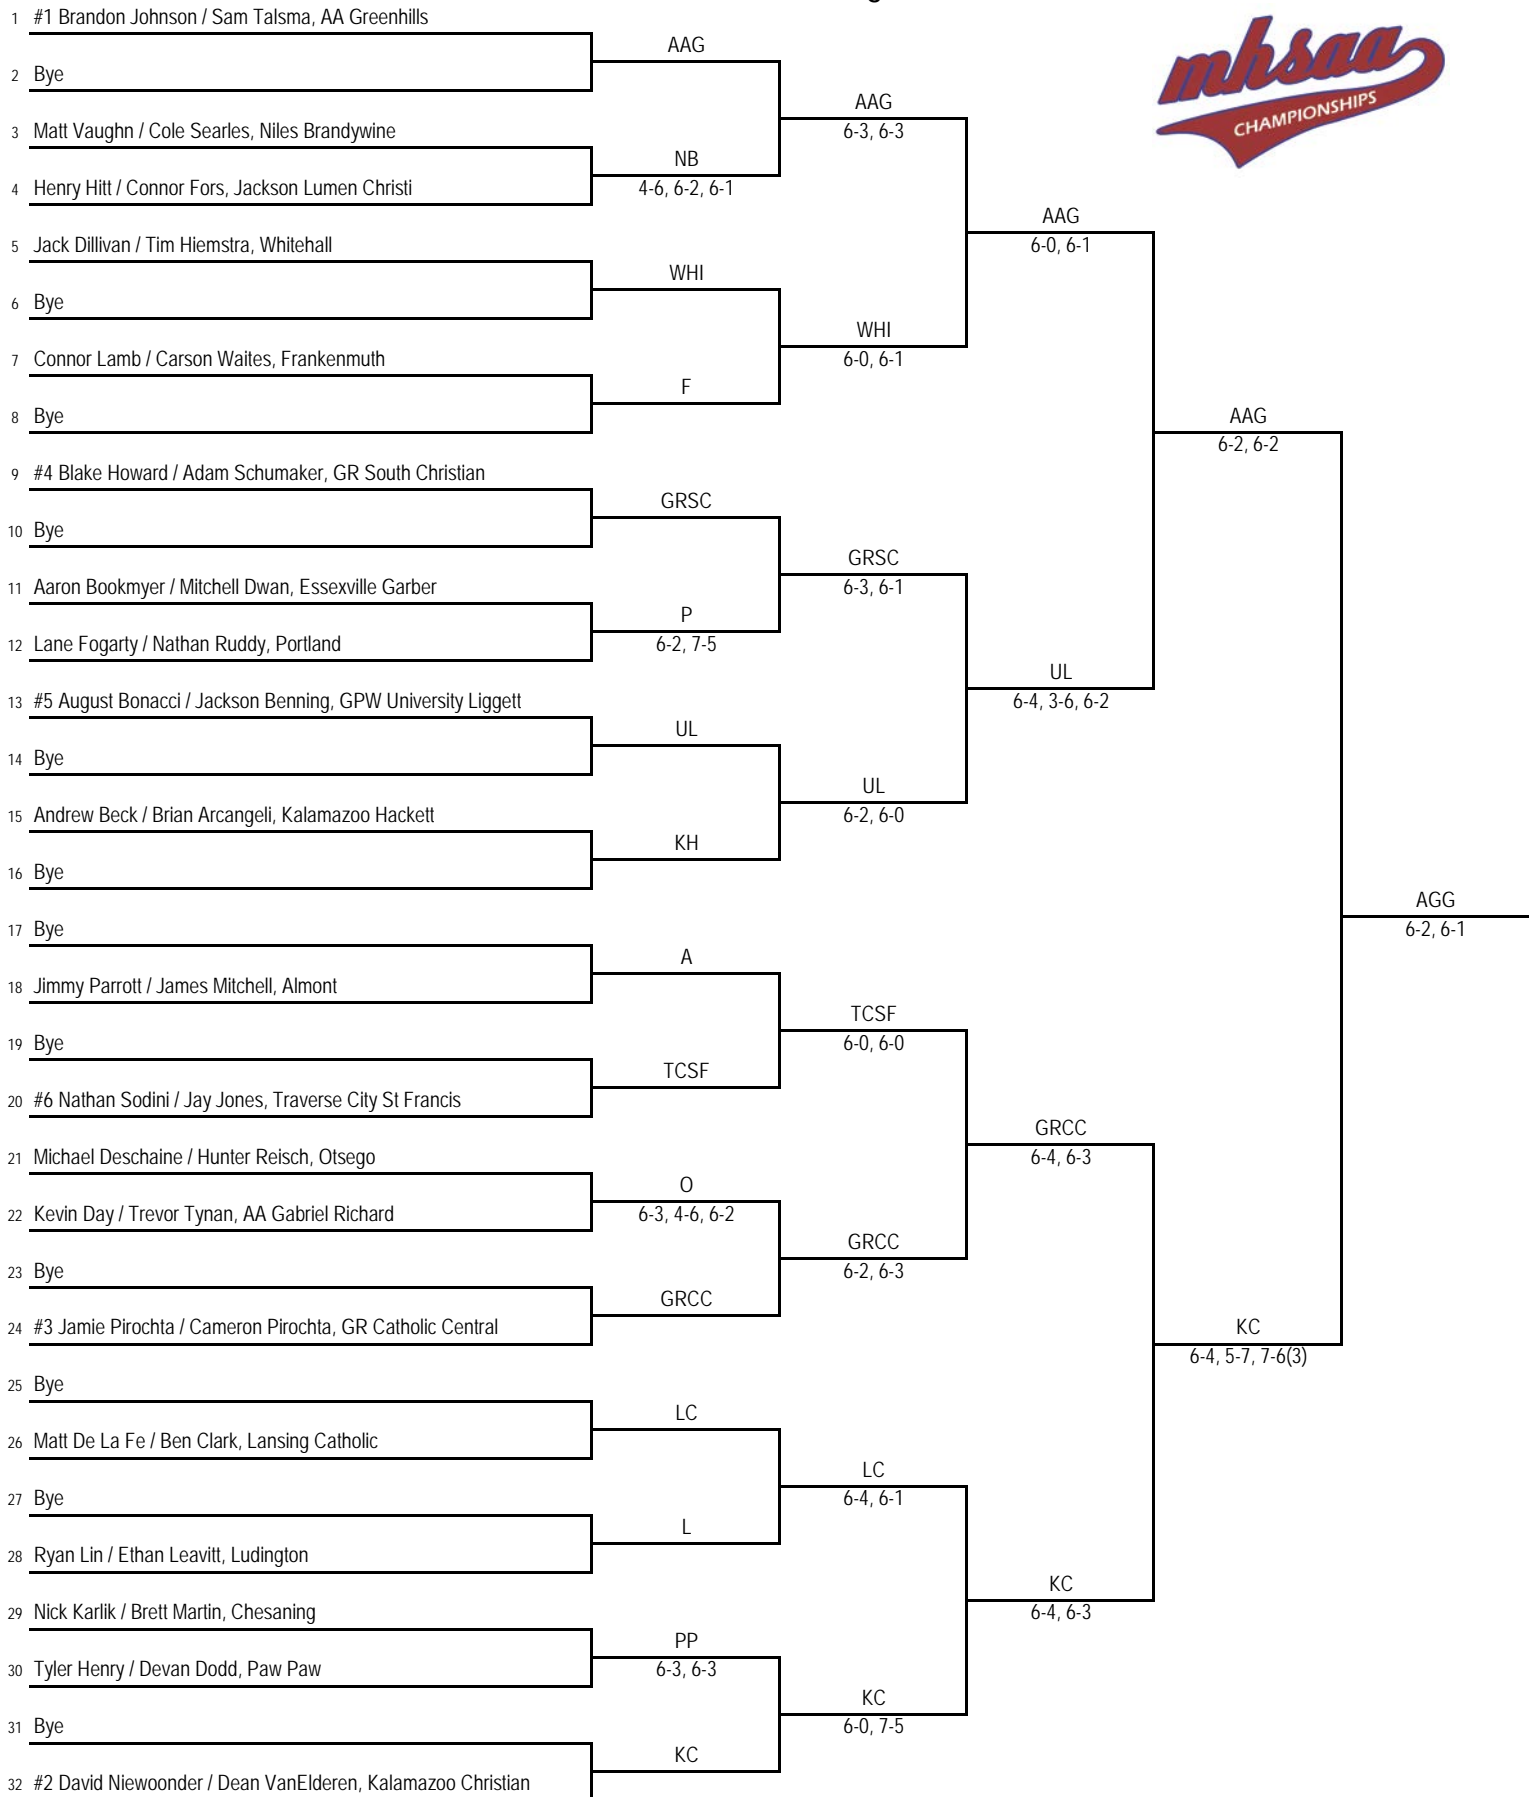 1 #1 Brandon Johnson / Sam Talsma, AA Greenhills
AAG
2 Bye
AAG
3 Matt Vaughn / Cole Searles, Niles Brandywine
6-3, 6-3
NB
4 Henry Hitt / Connor Fors, Jackson Lumen Christi
4-6, 6-2, 6-1
mhsaa
CHAMPIONSHIPS
AAG
5 Jack Dillivan / Tim Hiemstra, Whitehall
6-0, 6-1
WHI
6 Bye
WHI
7 Connor Lamb / Carson Waites, Frankenmuth
6-0, 6-1
F
8 Bye
AAG
6-2, 6-2
9 #4 Blake Howard / Adam Schumaker, GR South Christian
GRSC
10 Bye
GRSC
11 Aaron Bookmyer / Mitchell Dwan, Essexville Garber
6-3, 6-1
P
12 Lane Fogarty / Nathan Ruddy, Portland
6-2, 7-5
UL
13 #5 August Bonacci / Jackson Benning, GPW University Liggett
6-4, 3-6, 6-2
UL
14 Bye
UL
15 Andrew Beck / Brian Arcangeli, Kalamazoo Hackett
6-2, 6-0
KH
16 Bye
AGG
17 Bye
6-2, 6-1
A
18 Jimmy Parrott / James Mitchell, Almont
TCSF
19 Bye
6-0, 6-0
TCSF
20 #6 Nathan Sodini / Jay Jones, Traverse City St Francis
GRCC
21 Michael Deschaine / Hunter Reisch, Otsego
6-4, 6-3
O
22 Kevin Day / Trevor Tynan, AA Gabriel Richard
6-3, 4-6, 6-2
GRCC
23 Bye
6-2, 6-3
GRCC
24 #3 Jamie Pirochta / Cameron Pirochta, GR Catholic Central
KC
6-4, 5-7, 7-6(3)
25 Bye
LC
26 Matt De La Fe / Ben Clark, Lansing Catholic
LC
27 Bye
6-4, 6-1
L
28 Ryan Lin / Ethan Leavitt, Ludington
KC
29 Nick Karlik / Brett Martin, Chesaning
6-4, 6-3
PP
30 Tyler Henry / Devan Dodd, Paw Paw
6-3, 6-3
KC
31 Bye
6-0, 7-5
KC
32 #2 David Niewoonder / Dean VanElderen, Kalamazoo Christian